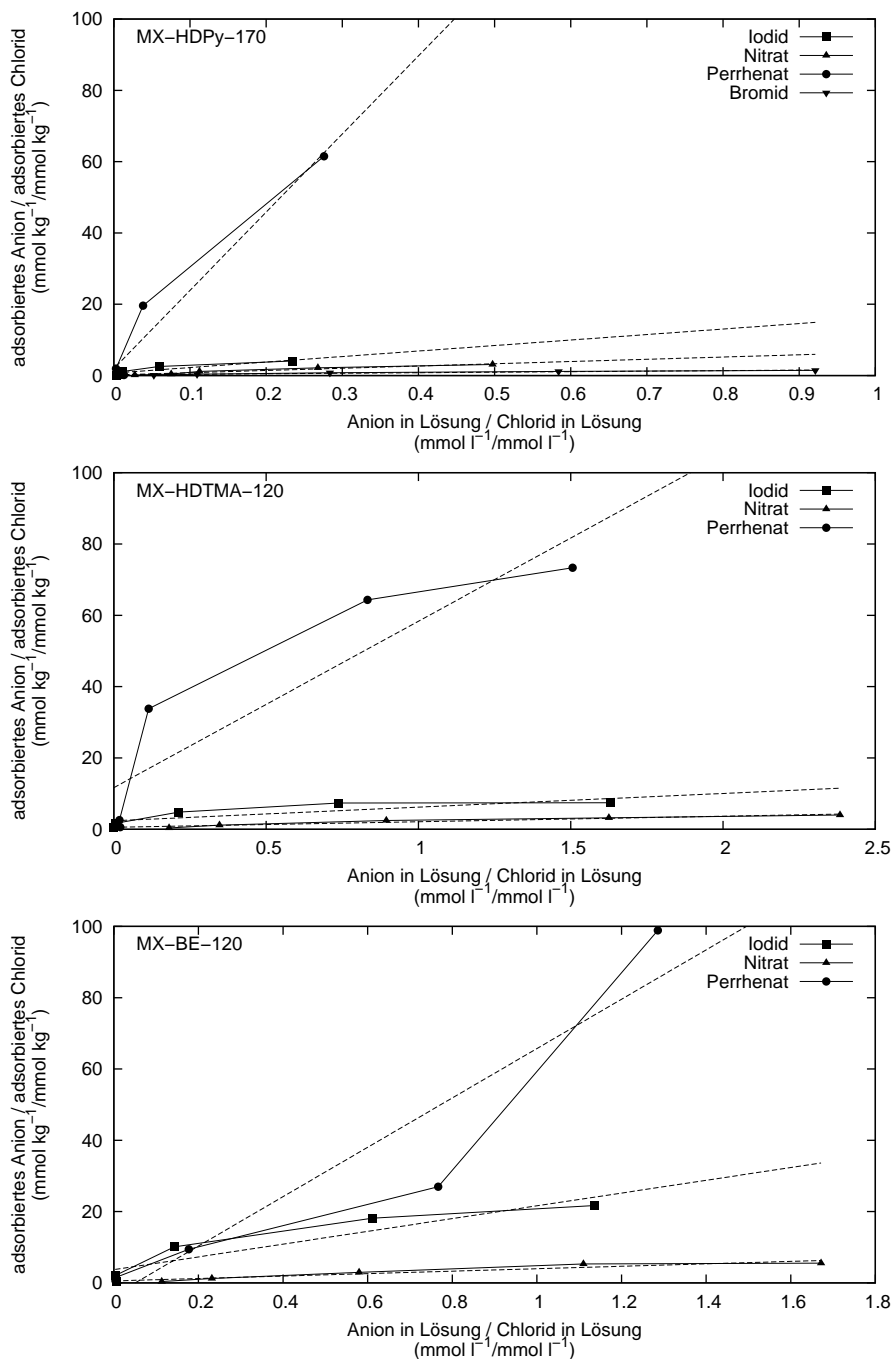 MX−HDPy−170
Iodid
Nitrat
Perrhenat
Bromid
adsorbiertes Anion / adsorbiertes Chlorid
(mmol kg⁻¹/mmol kg⁻¹)
100
80
60
40
20
0
0 0.1 0.2 0.3 0.4 0.5 0.6 0.7 0.8 0.9 1
Anion in Lösung / Chlorid in Lösung
(mmol l⁻¹/mmol l⁻¹)
MX−HDTMA−120
Iodid
Nitrat
Perrhenat
adsorbiertes Anion / adsorbiertes Chlorid
(mmol kg⁻¹/mmol kg⁻¹)
100
80
60
40
20
0
0 0.5 1 1.5 2 2.5
Anion in Lösung / Chlorid in Lösung
(mmol l⁻¹/mmol l⁻¹)
MX−BE−120
Iodid
Nitrat
Perrhenat
adsorbiertes Anion / adsorbiertes Chlorid
(mmol kg⁻¹/mmol kg⁻¹)
100
80
60
40
20
0
0 0.2 0.4 0.6 0.8 1.0 1.2 1.4 1.6 1.8
Anion in Lösung / Chlorid in Lösung
(mmol l⁻¹/mmol l⁻¹)